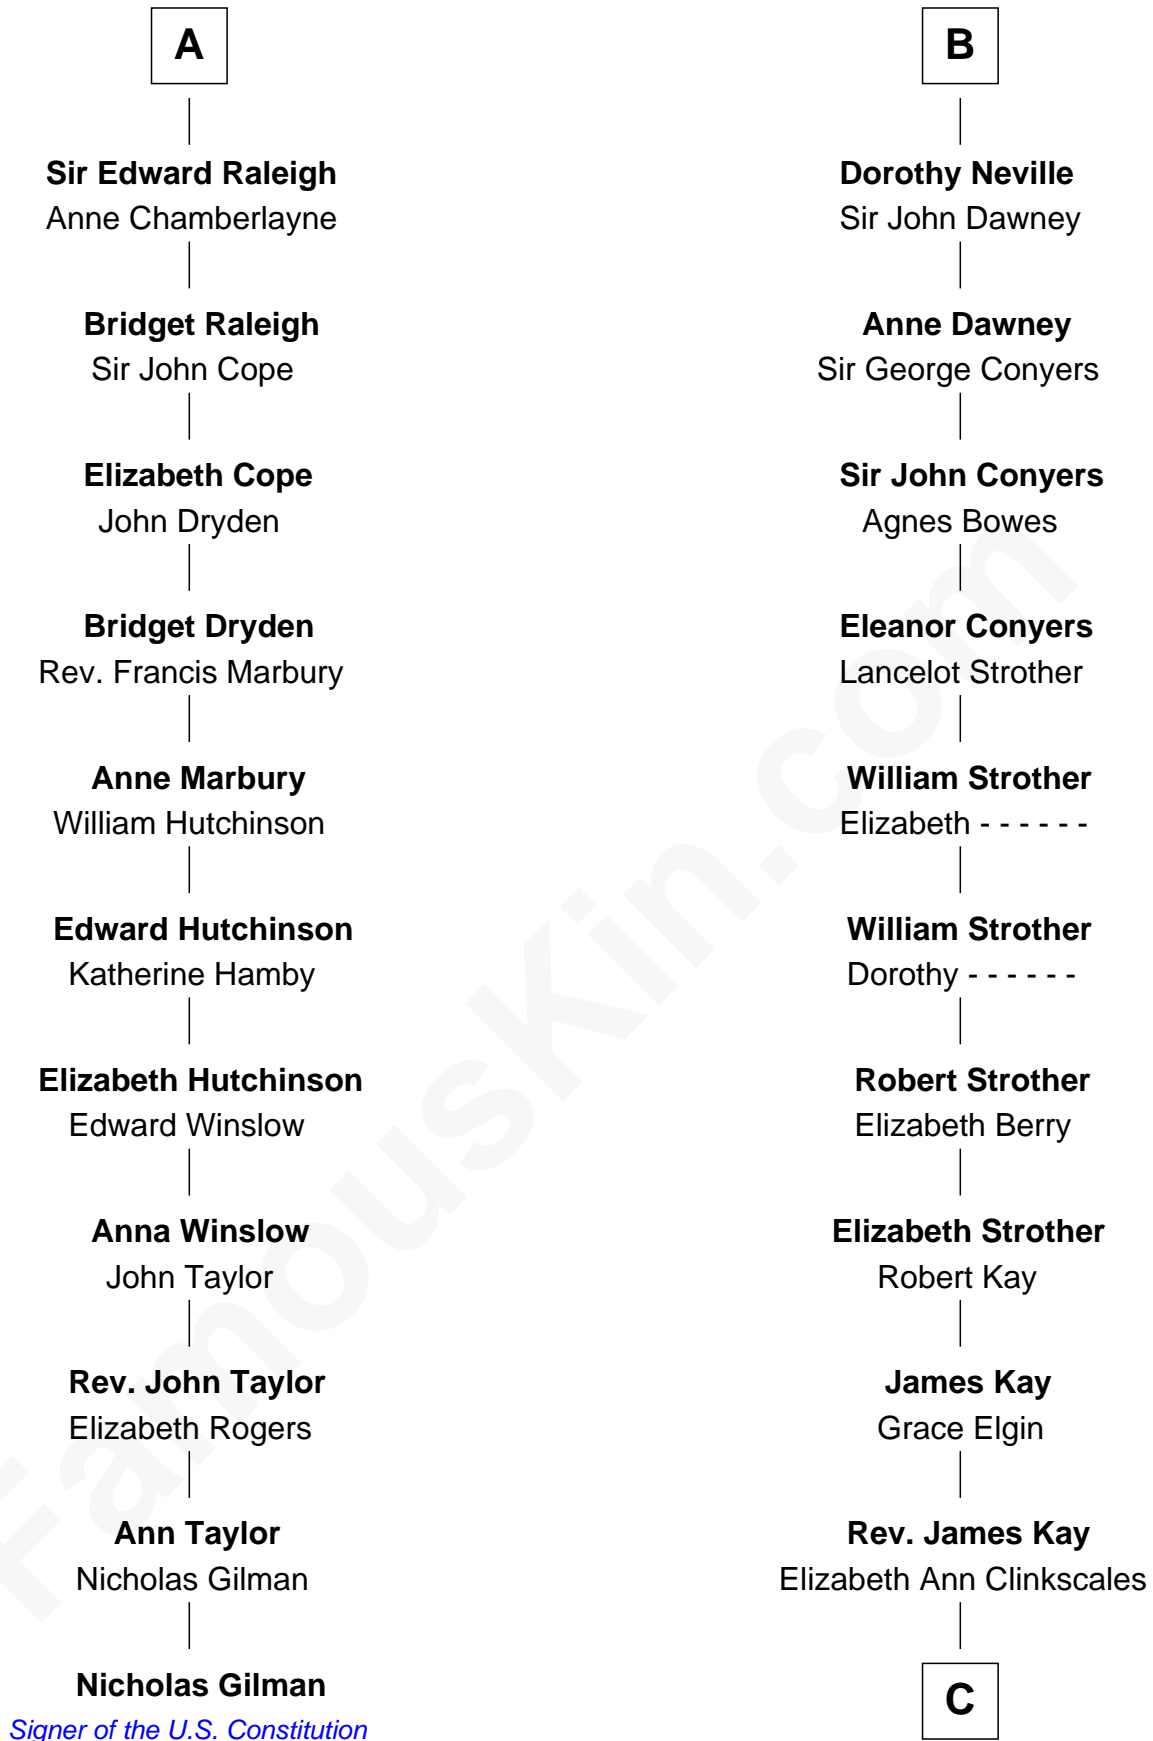 A
Sir Edward Raleigh
Anne Chamberlayne
Bridget Raleigh
Sir John Cope
Elizabeth Cope
John Dryden
Bridget Dryden
Rev. Francis Marbury
Anne Marbury
William Hutchinson
Edward Hutchinson
Katherine Hamby
Elizabeth Hutchinson
Edward Winslow
Anna Winslow
John Taylor
Rev. John Taylor
Elizabeth Rogers
Ann Taylor
Nicholas Gilman
Nicholas Gilman
Signer of the U.S. Constitution
B
Dorothy Neville
Sir John Dawney
Anne Dawney
Sir George Conyers
Sir John Conyers
Agnes Bowes
Eleanor Conyers
Lancelot Strother
William Strother
Elizabeth - - - - - -
William Strother
Dorothy - - - - - -
Robert Strother
Elizabeth Berry
Elizabeth Strother
Robert Kay
James Kay
Grace Elgin
Rev. James Kay
Elizabeth Ann Clinkscales
C
FamousKin.com